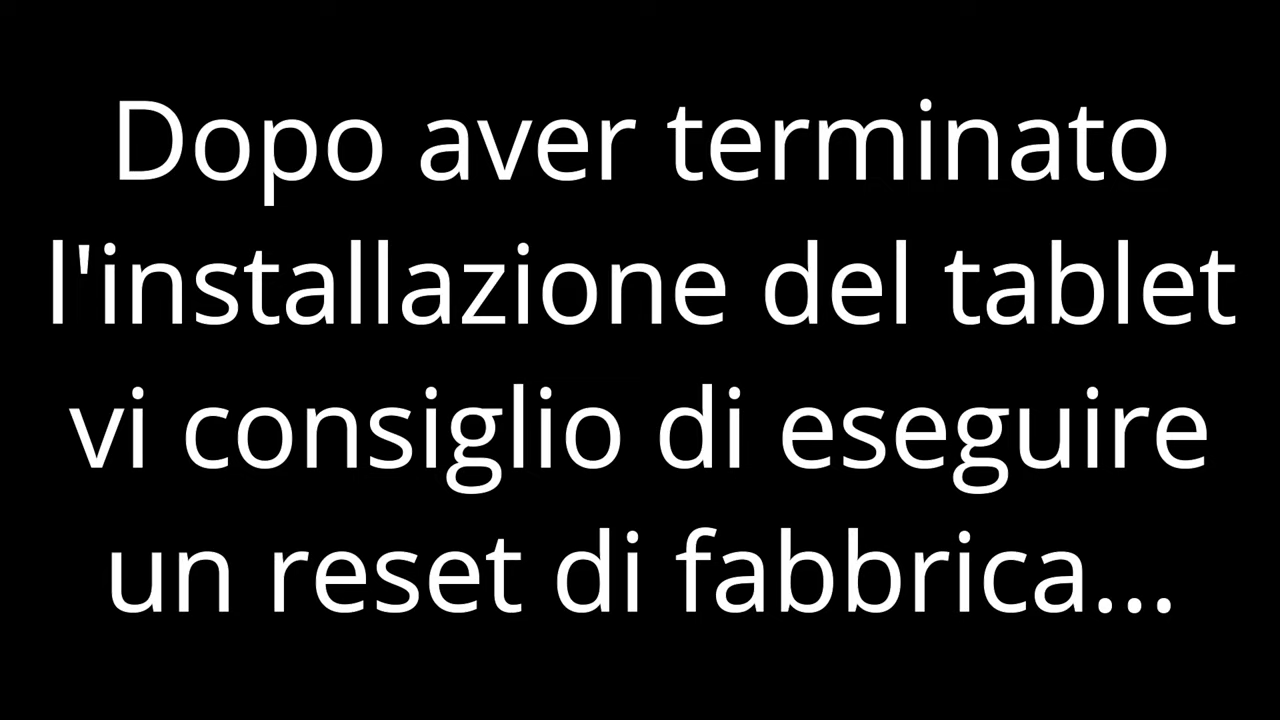 Dopo aver terminato
l'installazione del tablet
vi consiglio di eseguire
un reset di fabbrica...